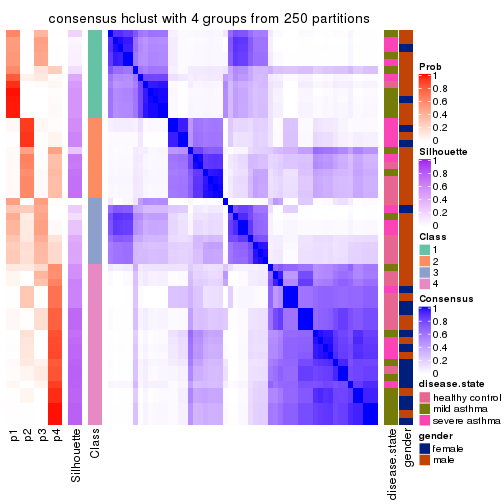 consensus hclust with 4 groups from 250 partitions
p1
p2
p3
p4
Silhouette
Class
disease.state
gender
Prob
1
0.8
0.6
0.4
0.2
0
Silhouette
1
0.8
0.6
0.4
0.2
0
Class
1
2
3
4
Consensus
1
0.8
0.6
0.4
0.2
0
disease.state
healthy control
mild asthma
severe asthma
gender
female
male